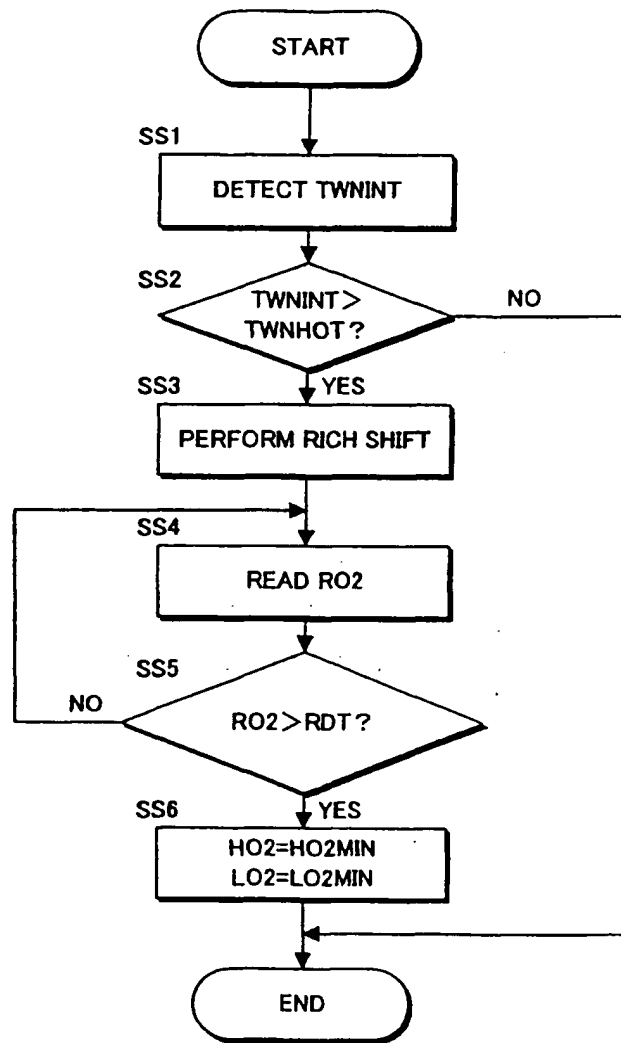 START
SS1
DETECT TWNINT
SS2
TWNINT>
TWNHOT?
NO
YES
SS3
PERFORM RICH SHIFT
SS4
READ RO2
SS5
RO2>RDT?
NO
YES
SS6
HO2=HO2MIN
LO2=LO2MIN
END